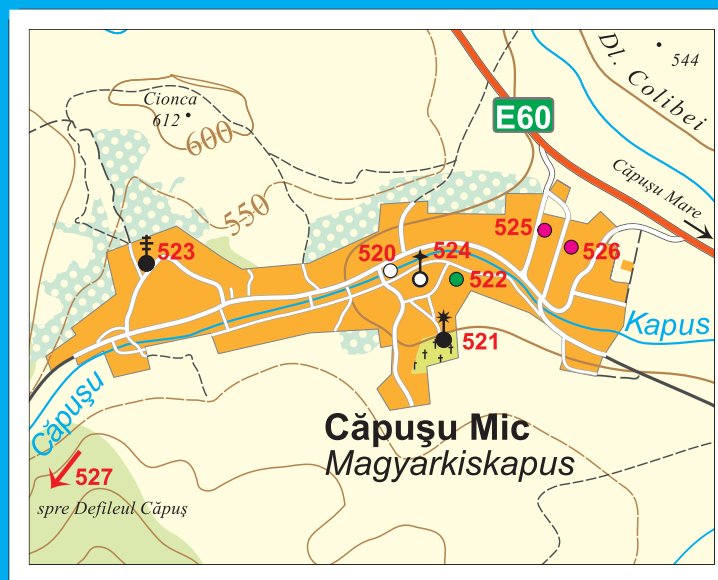 Dl. Colibei
544
Cionca
612
600
E60
Căpuşu Mare
550
523
525
526
520
524
522
Kapus
521
Căpuşu
Căpuşu Mic
Magyarkiskapus
527
spre Defileul Căpuş